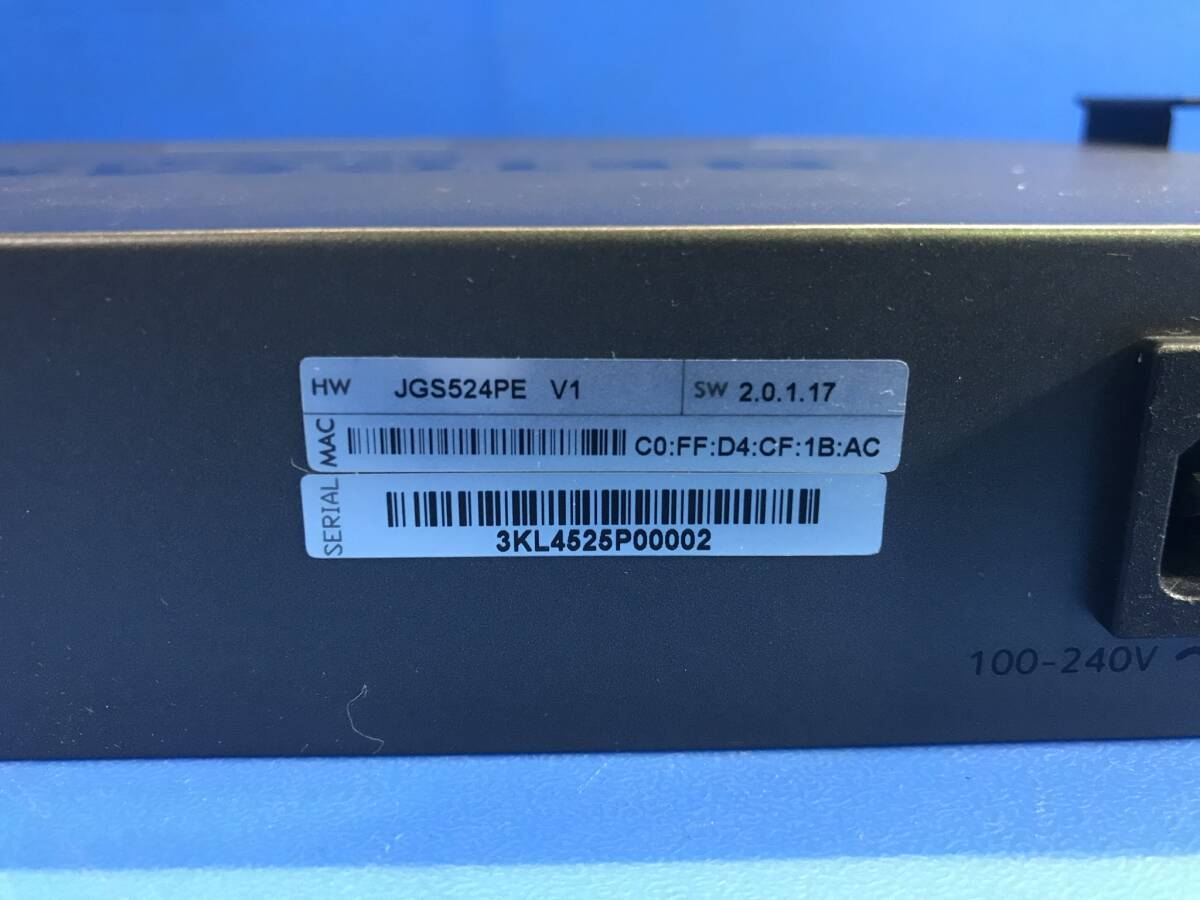 HW JGS524PE V1 SW 2.0.1.17
MAC C0:FF:D4:CF:1B:AC
SERIAL 3KL4525P00002
100-240V ~